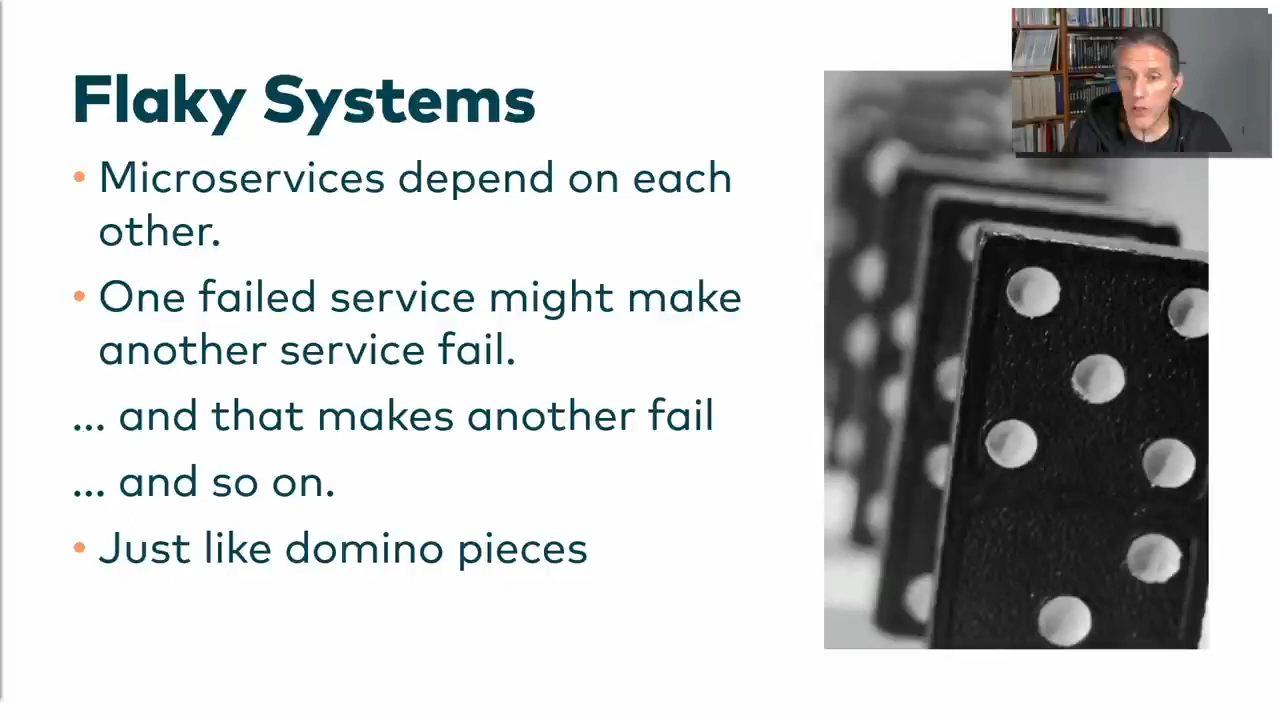 Flaky Systems
• Microservices depend on each
other.
• One failed service might make
another service fail.
... and that makes another fail
... and so on.
• Just like domino pieces